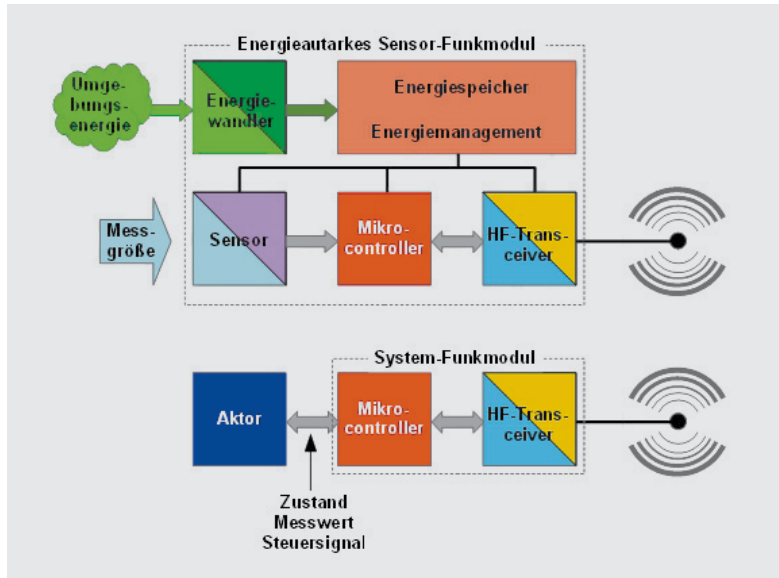 Energieautarkes Sensor-Funkmodul
Umge-
bungs-
energie
Energie-
wandler
Energiespeicher
Energiemanagement
Mess-
größe
Sensor
Mikro-
controller
HF-Trans-
ceiver
System-Funkmodul
Aktor
Mikro-
controller
HF-Trans-
ceiver
Zustand
Messwert
Steuersignal